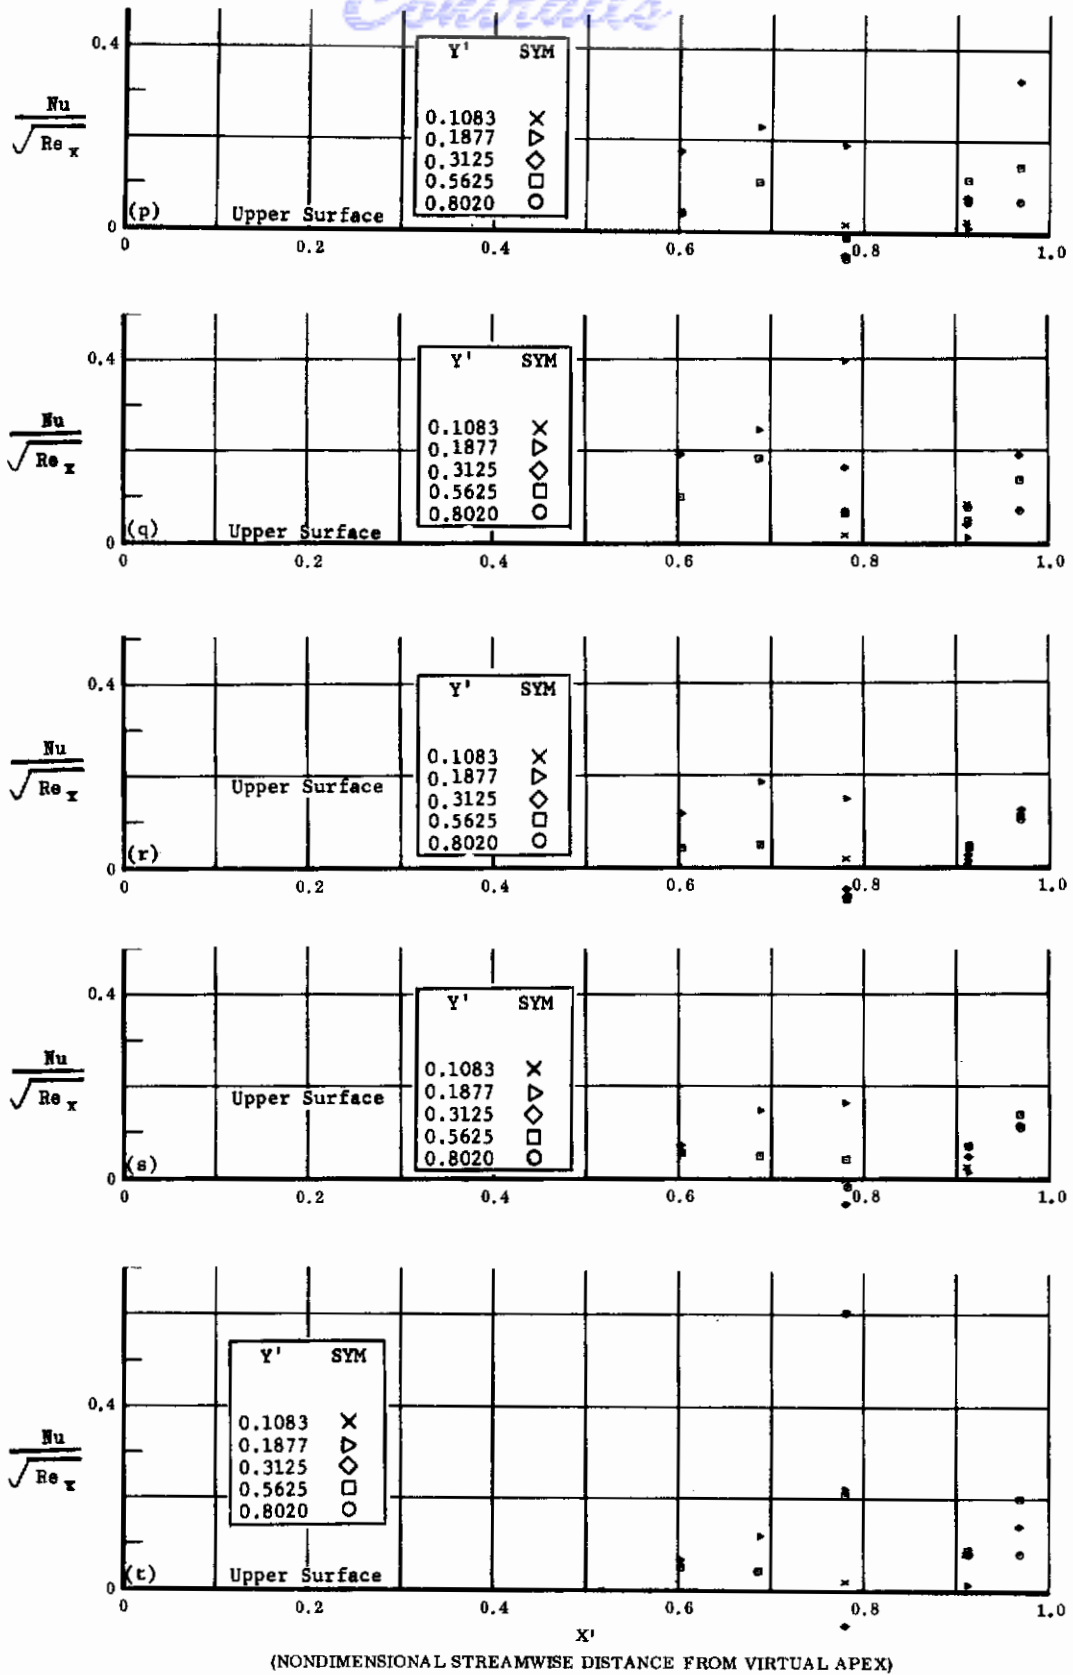 Contrails
0.4
Nu
√Re x
Y' SYM
0.1083 ×
0.1877 ▷
0.3125 ◇
0.5625 □
0.8020 ○
(p) Upper Surface
0
0 0.2 0.4 0.6 0.8 1.0
0.4
Nu
√Re x
Y' SYM
0.1083 ×
0.1877 ▷
0.3125 ◇
0.5625 □
0.8020 ○
(q) Upper Surface
0
0 0.2 0.4 0.6 0.8 1.0
0.4
Nu
√Re x
Y' SYM
0.1083 ×
0.1877 ▷
0.3125 ◇
0.5625 □
0.8020 ○
Upper Surface
(r)
0
0 0.2 0.4 0.6 0.8 1.0
0.4
Nu
√Re x
Y' SYM
0.1083 ×
0.1877 ▷
0.3125 ◇
0.5625 □
0.8020 ○
Upper Surface
(s)
0
0 0.2 0.4 0.6 0.8 1.0
0.4
Nu
√Re x
Y' SYM
0.1083 ×
0.1877 ▷
0.3125 ◇
0.5625 □
0.8020 ○
(t) Upper Surface
0
0 0.2 0.4 0.6 0.8 1.0
X'
(NONDIMENSIONAL STREAMWISE DISTANCE FROM VIRTUAL APEX)